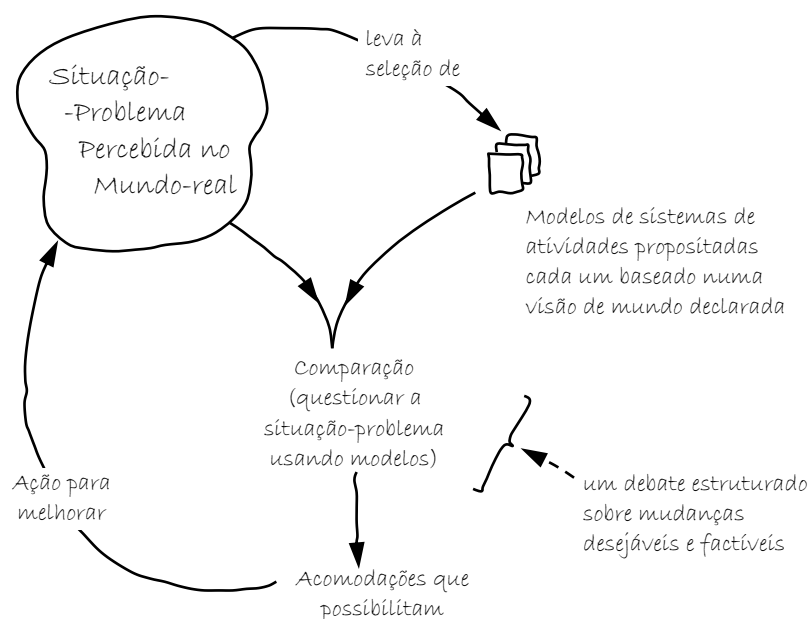 Situação-
-Problema
Percebida no
Mundo-real
leva à
seleção de
Modelos de sistemas de
atividades propositadas
cada um baseado numa
visão de mundo declarada
Comparação
(questionar a
situação-problema
usando modelos)
um debate estruturado
sobre mudanças
desejáveis e factíveis
Ação para
melhorar
Acomodações que
possibilitam